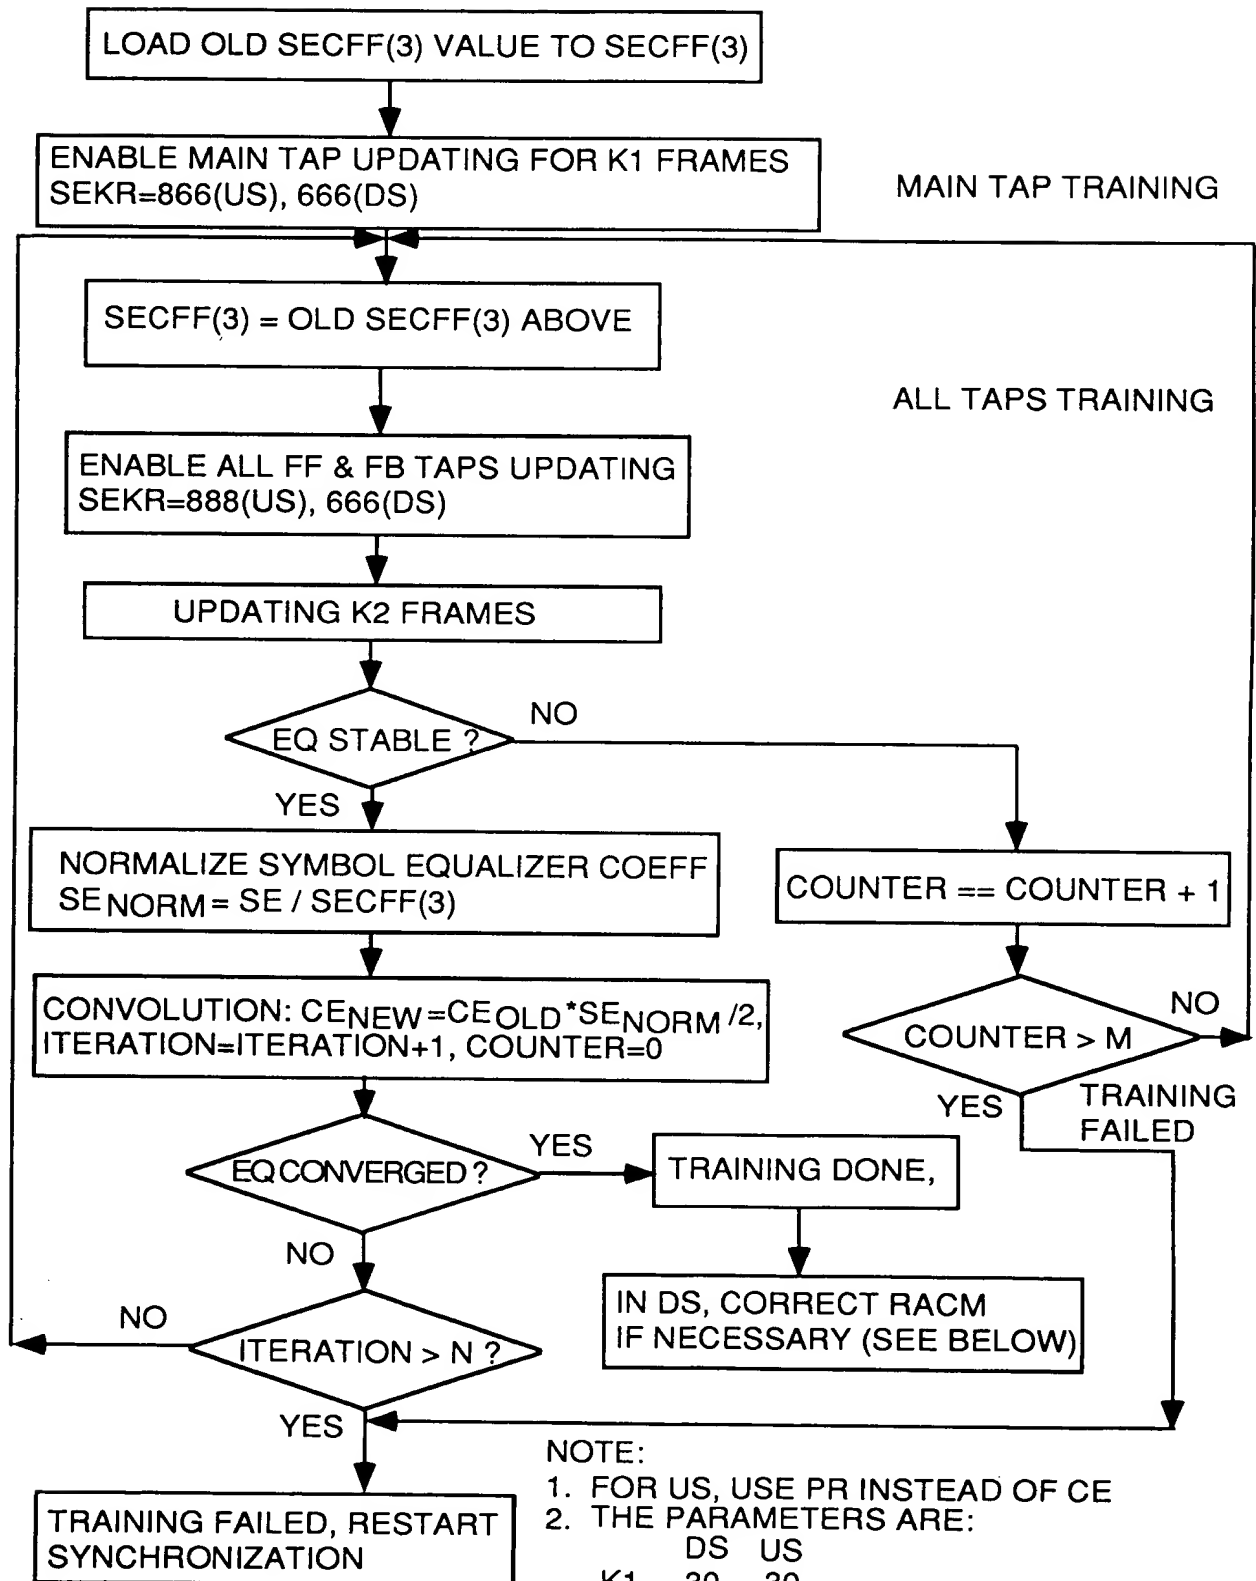 LOAD OLD SECFF(3) VALUE TO SECFF(3)
ENABLE MAIN TAP UPDATING FOR K1 FRAMES
SEKR=866(US), 666(DS)
MAIN TAP TRAINING
SECFF(3) = OLD SECFF(3) ABOVE
ALL TAPS TRAINING
ENABLE ALL FF & FB TAPS UPDATING
SEKR=888(US), 666(DS)
UPDATING K2 FRAMES
EQ STABLE ?
NO
YES
NORMALIZE SYMBOL EQUALIZER COEFF
SE NORM = SE / SECFF(3)
COUNTER == COUNTER + 1
CONVOLUTION: CENEW=CEOLD*SENORM/2,
ITERATION=ITERATION+1, COUNTER=0
COUNTER > M
NO
YES
TRAINING
FAILED
EQ CONVERGED ?
YES
TRAINING DONE,
NO
IN DS, CORRECT RACM
IF NECESSARY (SEE BELOW)
ITERATION > N ?
NO
YES
TRAINING FAILED, RESTART
SYNCHRONIZATION
NOTE:
1. FOR US, USE PR INSTEAD OF CE
2. THE PARAMETERS ARE:
DS US
K1 30 30